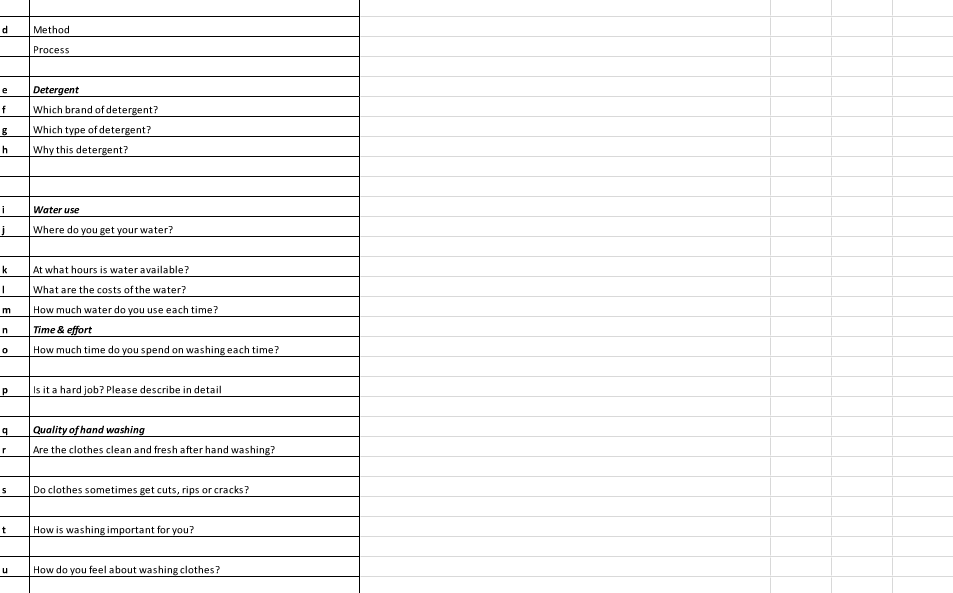 d Method
Process
e Detergent
f Which brand of detergent?
g Which type of detergent?
h Why this detergent?
i Water use
j Where do you get your water?
k At what hours is water available?
l What are the costs of the water?
m How much water do you use each time?
n Time & effort
o How much time do you spend on washing each time?
p Is it a hard job? Please describe in detail
q Quality of hand washing
r Are the clothes clean and fresh after hand washing?
s Do clothes sometimes get cuts, rips or cracks?
t How is washing important for you?
u How do you feel about washing clothes?